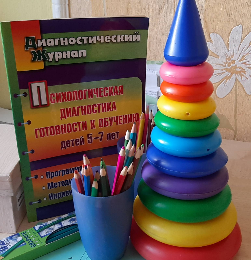 Диагностический
Журнал
Психологическая
диагностика
готовности к обучению
детей 5-7 лет